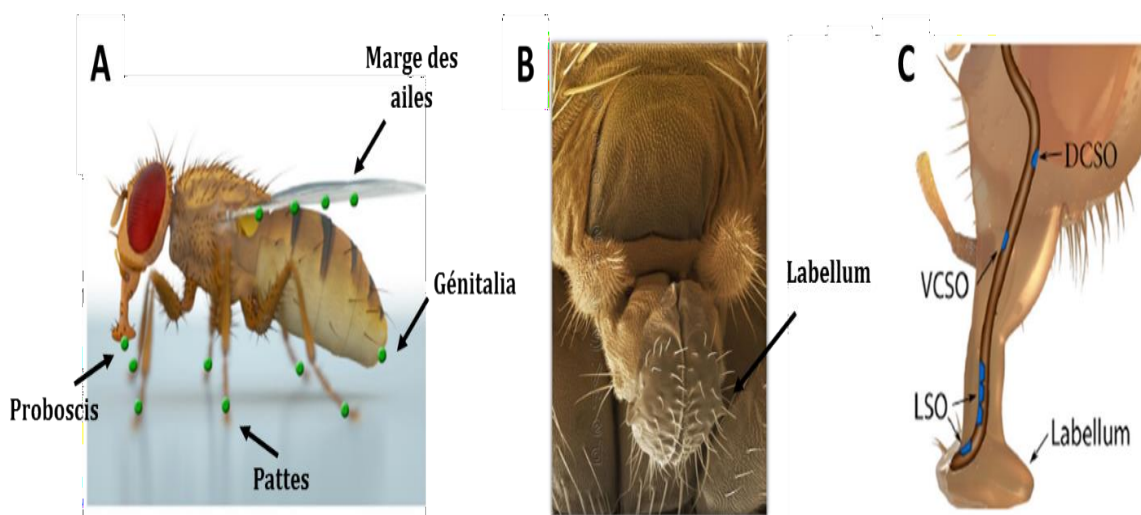 A
Marge des
ailes
Génitalia
Proboscis
Pattes
B
Labellum
C
DCSO
VCSO
LSO
Labellum